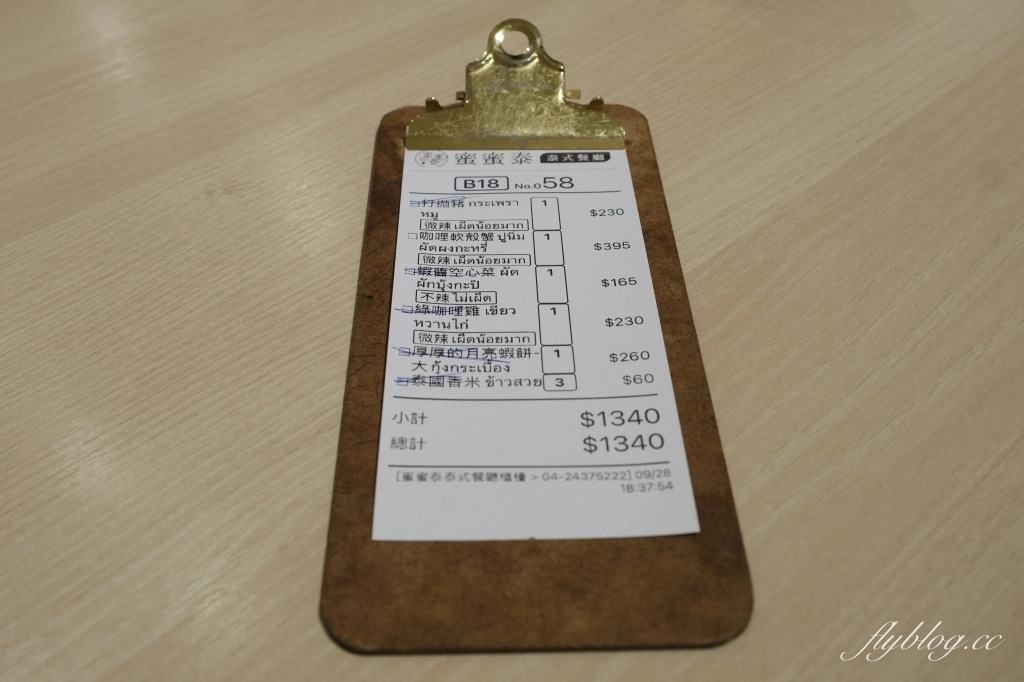 蜜蜜泰 泰式餐廳
B18 No.058
打拋豬 กระเพรา 1 $230
หมู
微辣 เผ็ดน้อยมาก
咖哩軟殼蟹 ปูนิ่ม 1 $395
ผัดผงกะหรี่
微辣 เผ็ดน้อยมาก
蝦醬空心菜 ผัด 1 $165
ผักบุ้งกะปิ
不辣 ไม่เผ็ด
綠咖哩雞 เขียว 1 $230
หวานไก่
微辣 เผ็ดน้อยมาก
厚厚的月亮蝦餅- 1 $260
大 กุ้งกระเบื้อง
泰國香米 ข้าวสวย 3 $60
小計 $1340
總計 $1340
[蜜蜜泰泰式餐廳櫃檯 > 04-24375222] 09/28
18:37:54
flyblog.cc